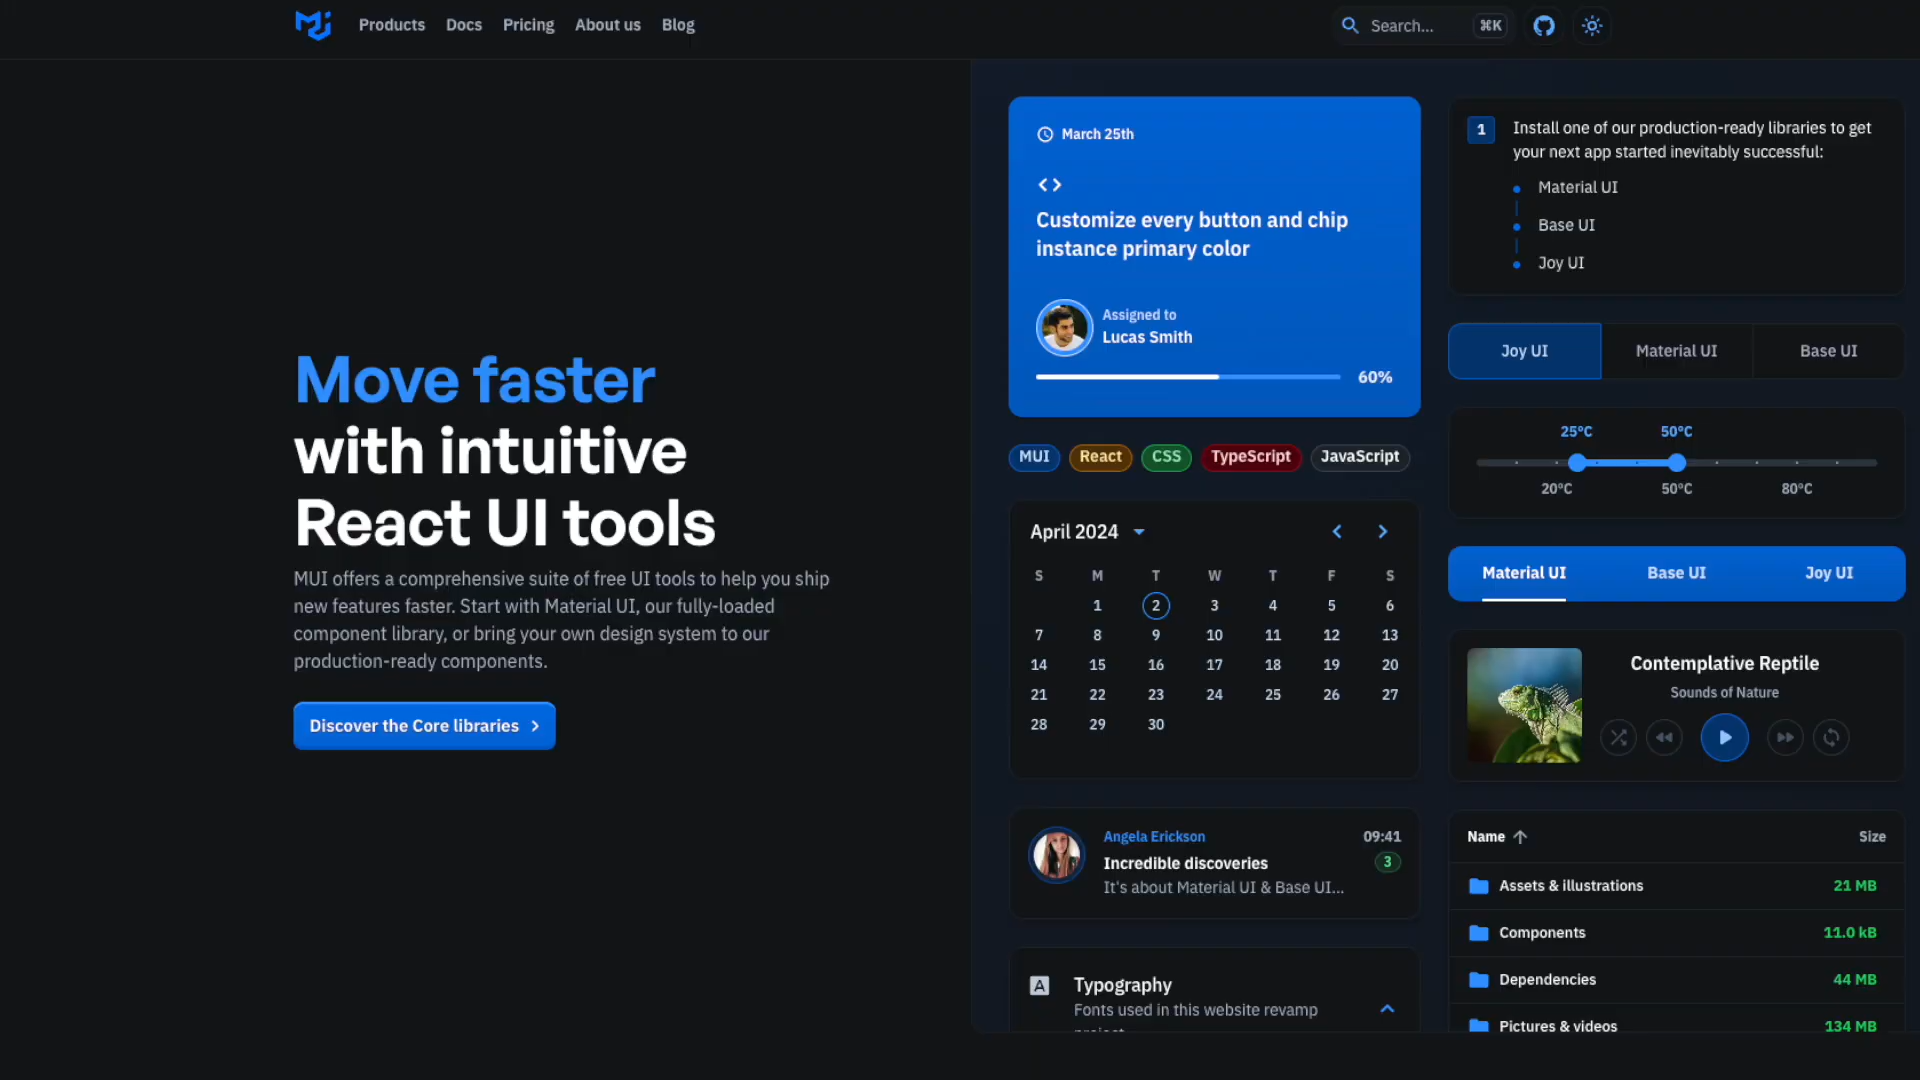 Products Docs Pricing About us Blog
Search... ⌘K
Move faster
with intuitive
React UI tools
MUI offers a comprehensive suite of free UI tools to help you ship
new features faster. Start with Material UI, our fully-loaded
component library, or bring your own design system to our
production-ready components.
Discover the Core libraries
March 25th
Customize every button and chip
instance primary color
Assigned to
Lucas Smith
60%
MUI React CSS TypeScript JavaScript
April 2024
S M T W T F S
1 2 3 4 5 6
7 8 9 10 11 12 13
14 15 16 17 18 19 20
21 22 23 24 25 26 27
28 29 30
Angela Erickson 09:41
Incredible discoveries 3
It's about Material UI & Base UI...
A Typography
Fonts used in this website revamp
project
1 Install one of our production-ready libraries to get
your next app started inevitably successful:
Material UI
Base UI
Joy UI
Joy UI Material UI Base UI
25°C 50°C
20°C 50°C 80°C
Material UI Base UI Joy UI
Contemplative Reptile
Sounds of Nature
Name Size
Assets & illustrations 21 MB
Components 11.0 kB
Dependencies 44 MB
Pictures & videos 134 MB